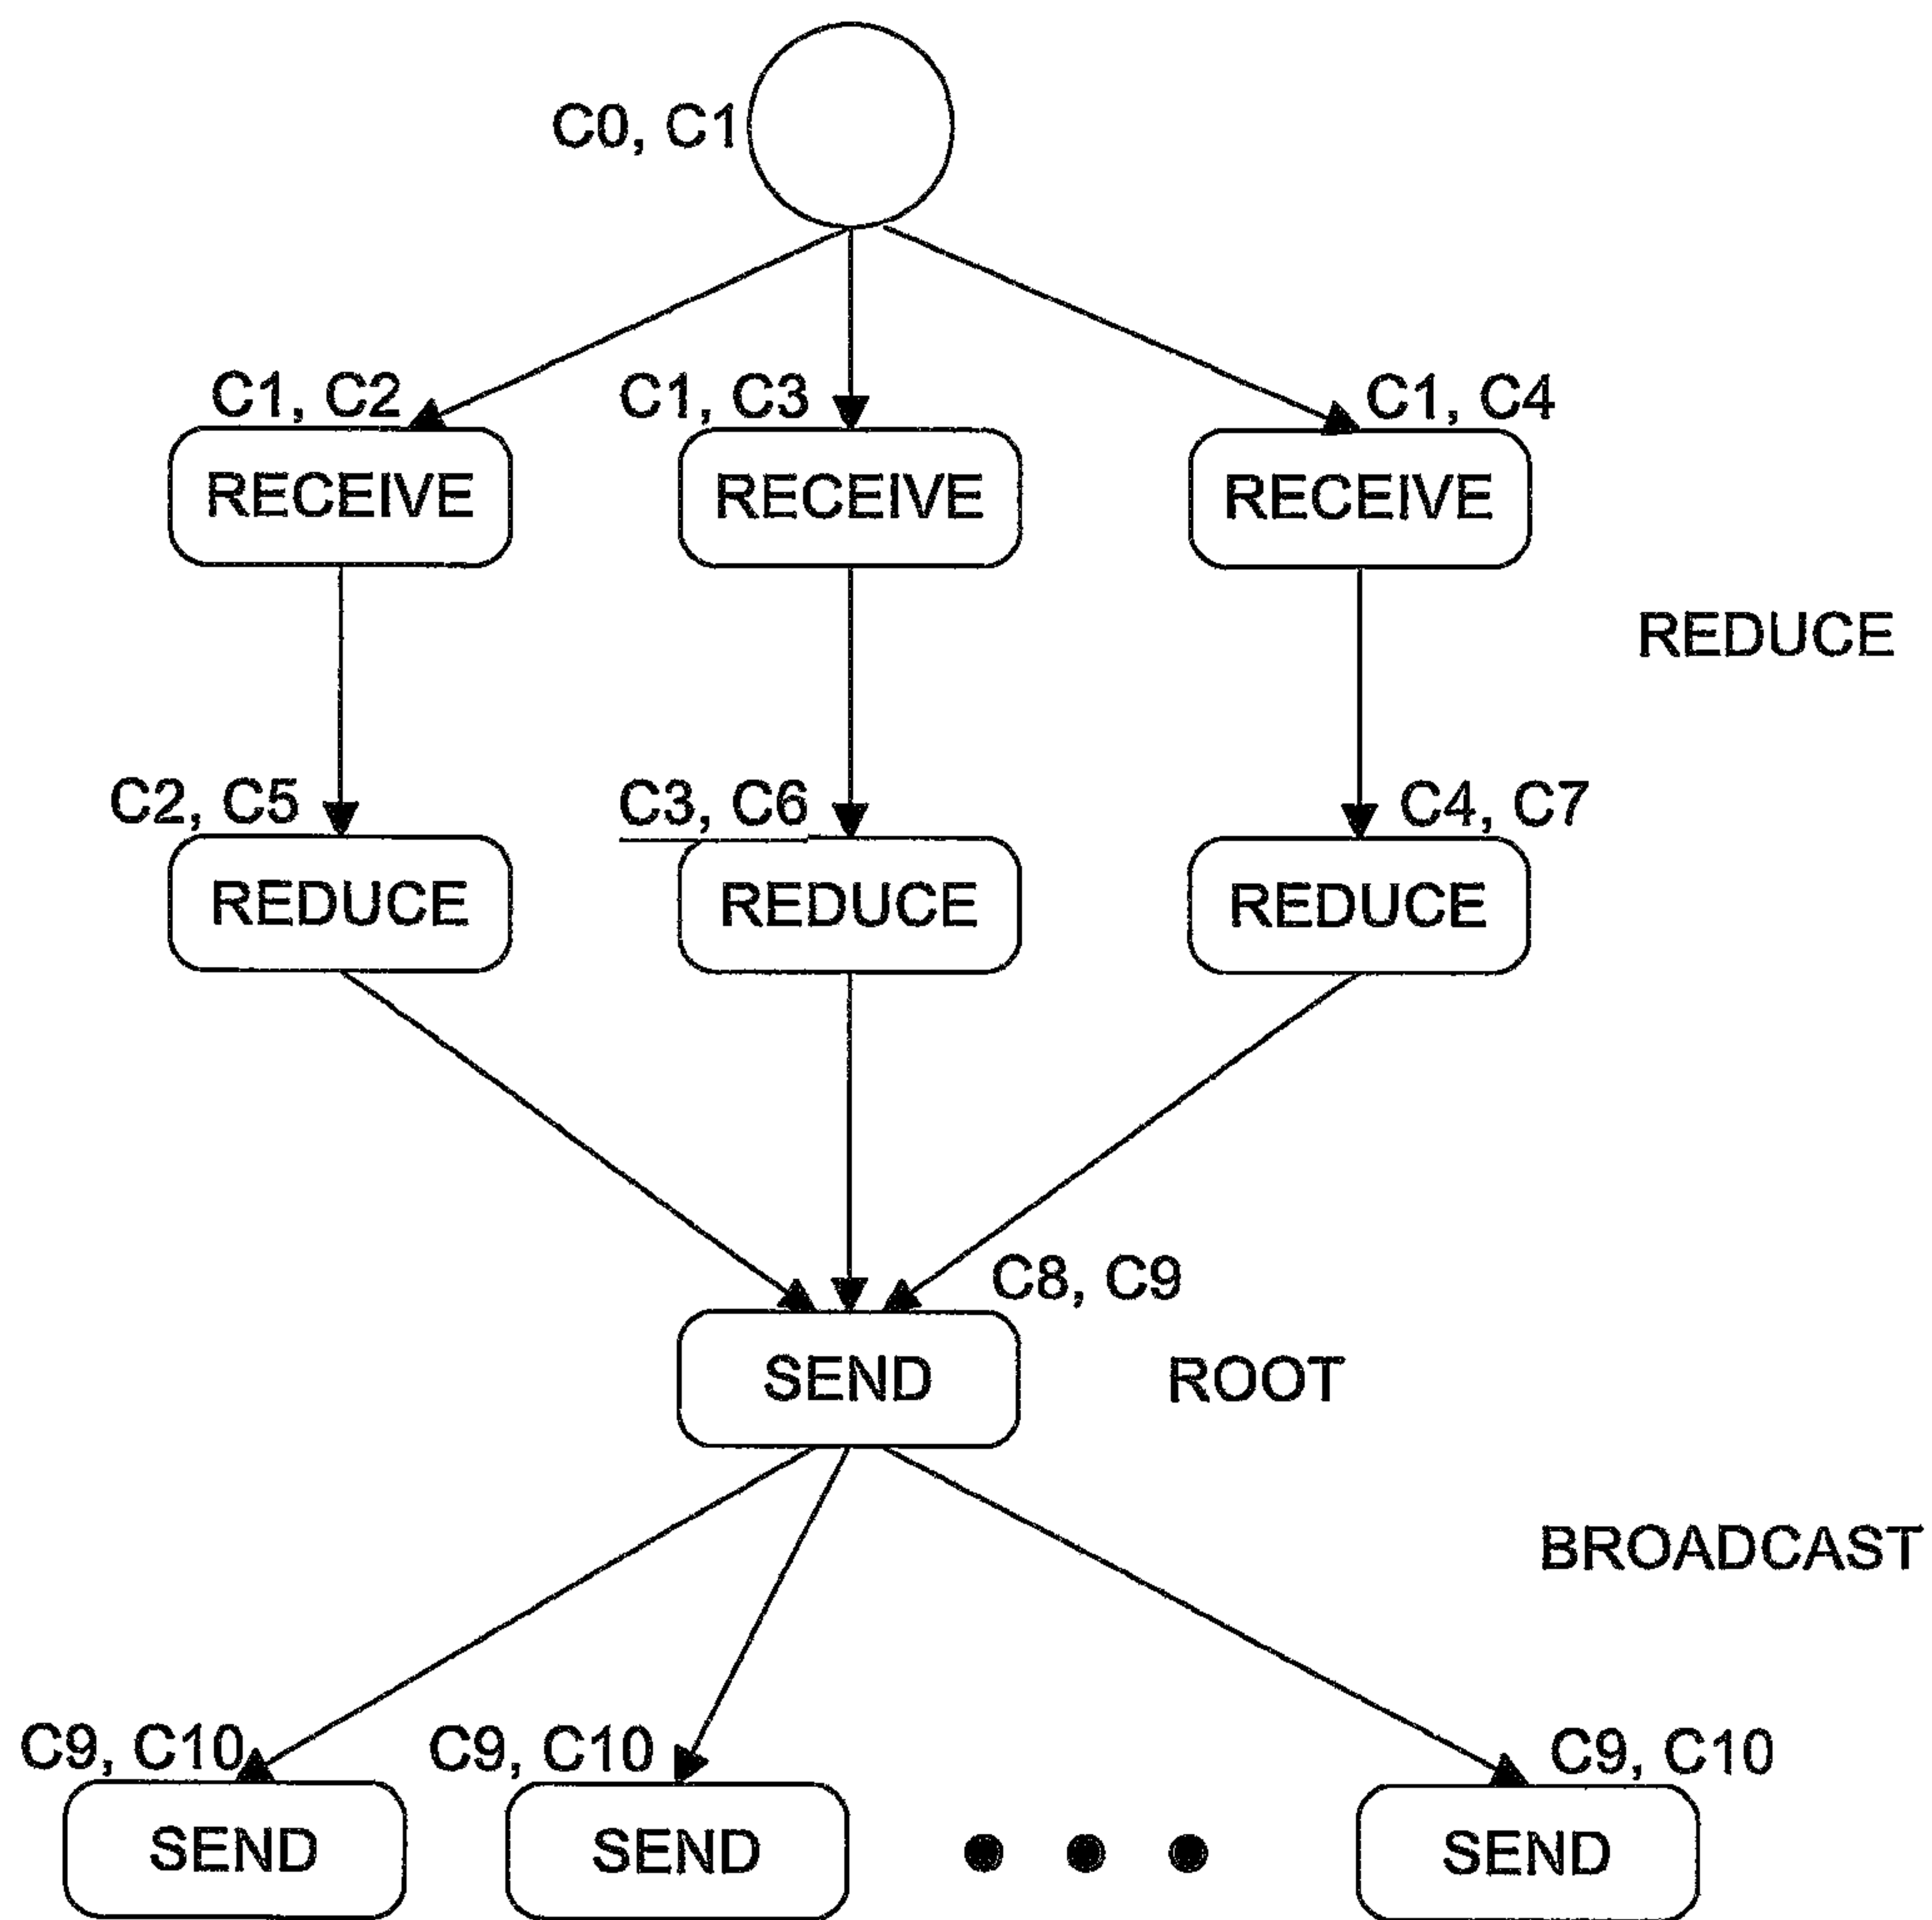 C0, C1
C1, C2
C1, C3
C1, C4
RECEIVE
RECEIVE
RECEIVE
REDUCE
C2, C5
C3, C6
C4, C7
REDUCE
REDUCE
REDUCE
C8, C9
SEND
ROOT
BROADCAST
C9, C10
C9, C10
C9, C10
SEND
SEND
SEND